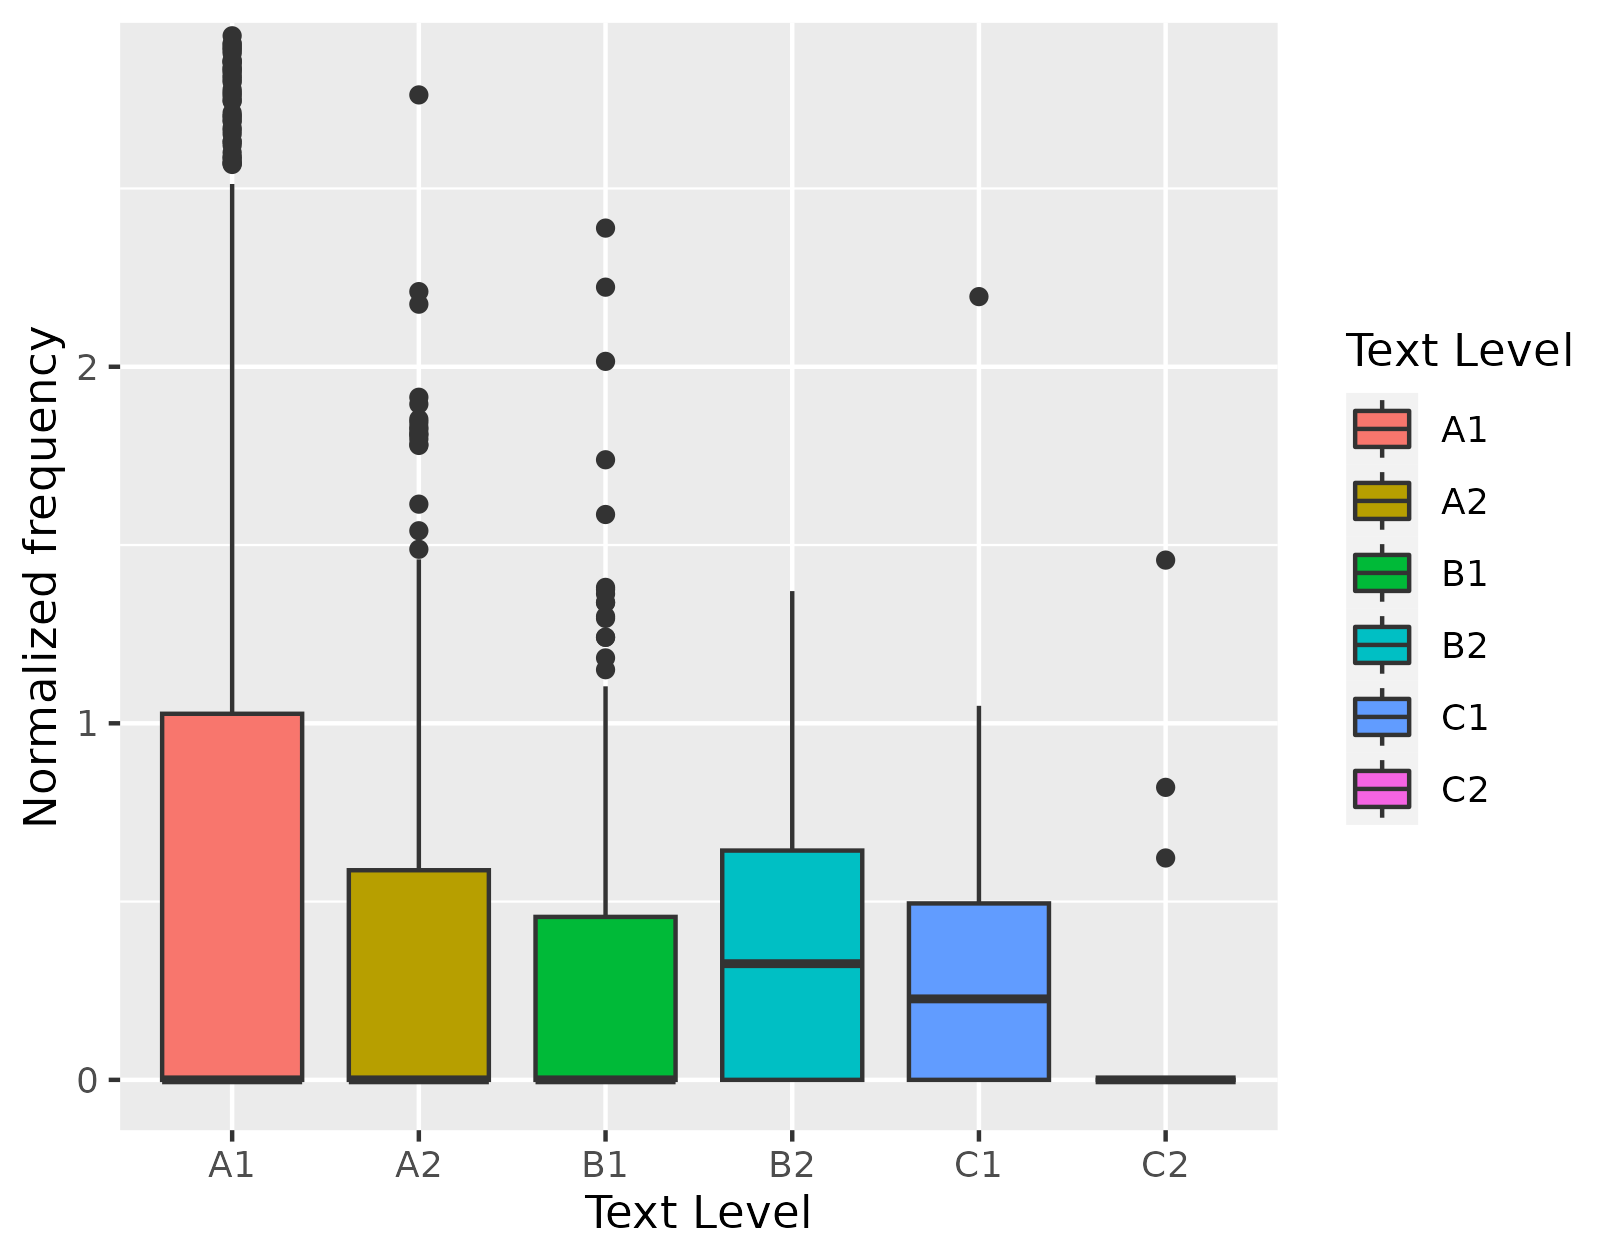 Normalized frequency
2
1
0
A1 A2 B1 B2 C1 C2
Text Level
Text Level
A1
A2
B1
B2
C1
C2